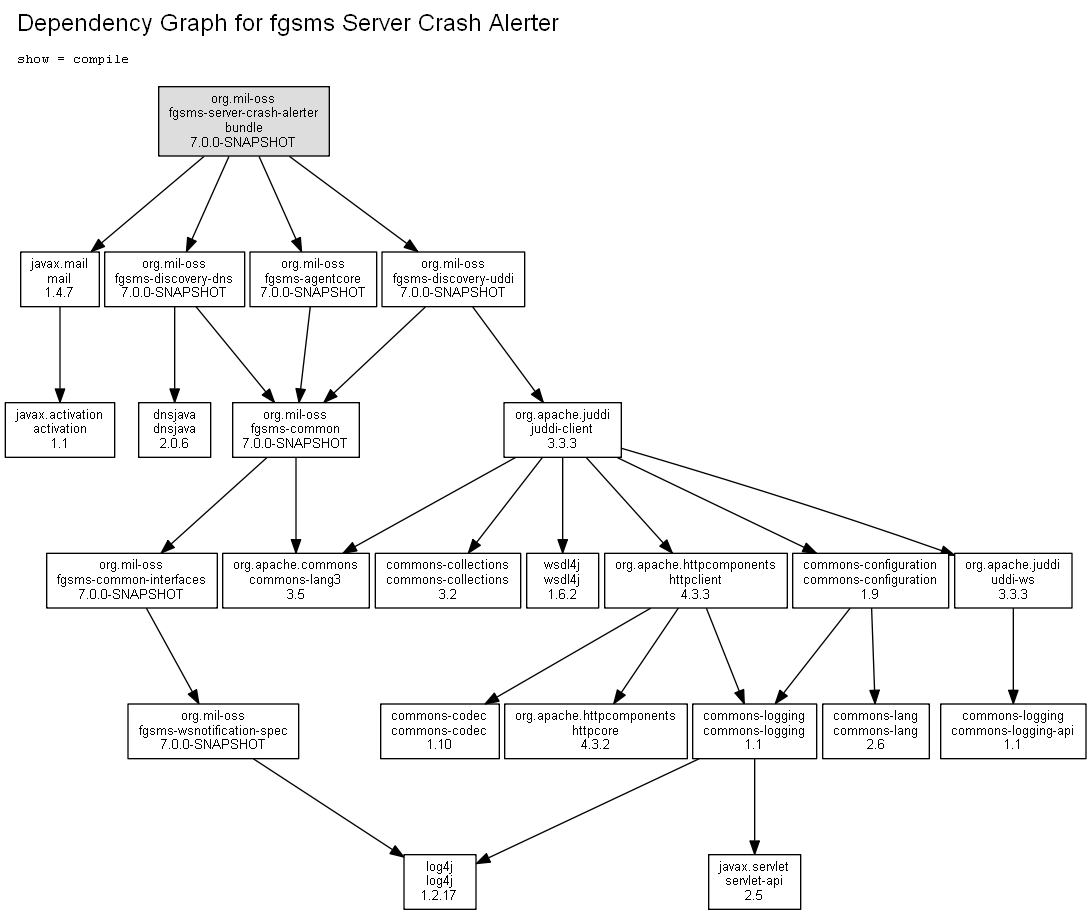 Dependency Graph for fgsms Server Crash Alerter
show = compile
org.mil-oss
fgsms-server-crash-alerter
bundle
7.0.0-SNAPSHOT
javax.mail
mail
1.4.7
org.mil-oss
fgsms-discovery-dns
7.0.0-SNAPSHOT
org.mil-oss
fgsms-agentcore
7.0.0-SNAPSHOT
org.mil-oss
fgsms-discovery-uddi
7.0.0-SNAPSHOT
javax.activation
activation
1.1
dnsjava
dnsjava
2.0.6
org.mil-oss
fgsms-common
7.0.0-SNAPSHOT
org.apache.juddi
juddi-client
3.3.3
org.mil-oss
fgsms-common-interfaces
7.0.0-SNAPSHOT
org.apache.commons
commons-lang3
3.5
commons-collections
commons-collections
3.2
wsdl4j
wsdl4j
1.6.2
org.apache.httpcomponents
httpclient
4.3.3
commons-configuration
commons-configuration
1.9
org.apache.juddi
uddi-ws
3.3.3
org.mil-oss
fgsms-wsnotification-spec
7.0.0-SNAPSHOT
commons-codec
commons-codec
1.10
org.apache.httpcomponents
httpcore
4.3.2
commons-logging
commons-logging
1.1
commons-lang
commons-lang
2.6
commons-logging
commons-logging-api
1.1
log4j
log4j
1.2.17
javax.servlet
servlet-api
2.5